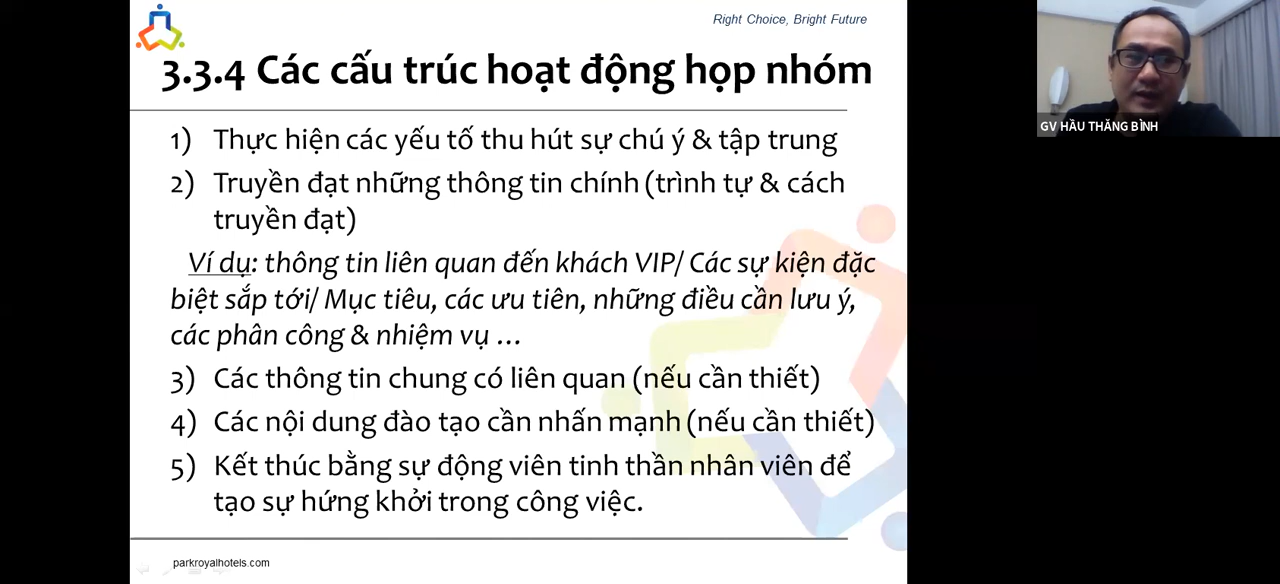 Right Choice, Bright Future
3.3.4 Các cấu trúc hoạt động họp nhóm
1) Thực hiện các yếu tố thu hút sự chú ý & tập trung
2) Truyền đạt những thông tin chính (trình tự & cách
truyền đạt)
Ví dụ: thông tin liên quan đến khách VIP/ Các sự kiện đặc
biệt sắp tới/ Mục tiêu, các ưu tiên, những điều cần lưu ý,
các phân công & nhiệm vụ ...
3) Các thông tin chung có liên quan (nếu cần thiết)
4) Các nội dung đào tạo cần nhấn mạnh (nếu cần thiết)
5) Kết thúc bằng sự động viên tinh thần nhân viên để
tạo sự hứng khởi trong công việc.
parkroyalhotels.com
GV HẦU THĂNG BÌNH